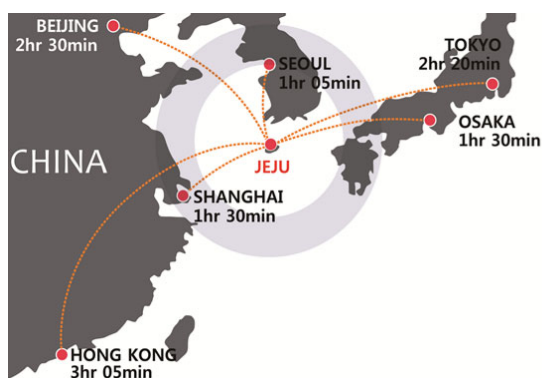 BEIJING
2hr 30min
SEOUL
1hr 05min
TOKYO
2hr 20min
OSAKA
1hr 30min
CHINA
JEJU
SHANGHAI
1hr 30min
HONG KONG
3hr 05min